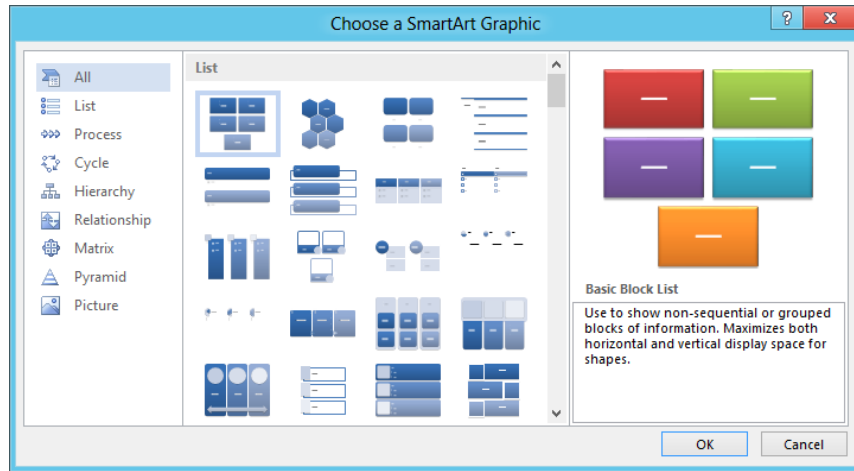 Choose a SmartArt Graphic
?
X
All
List
Process
Cycle
Hierarchy
Relationship
Matrix
Pyramid
Picture
List
Basic Block List
Use to show non-sequential or grouped
blocks of information. Maximizes both
horizontal and vertical display space for
shapes.
OK
Cancel